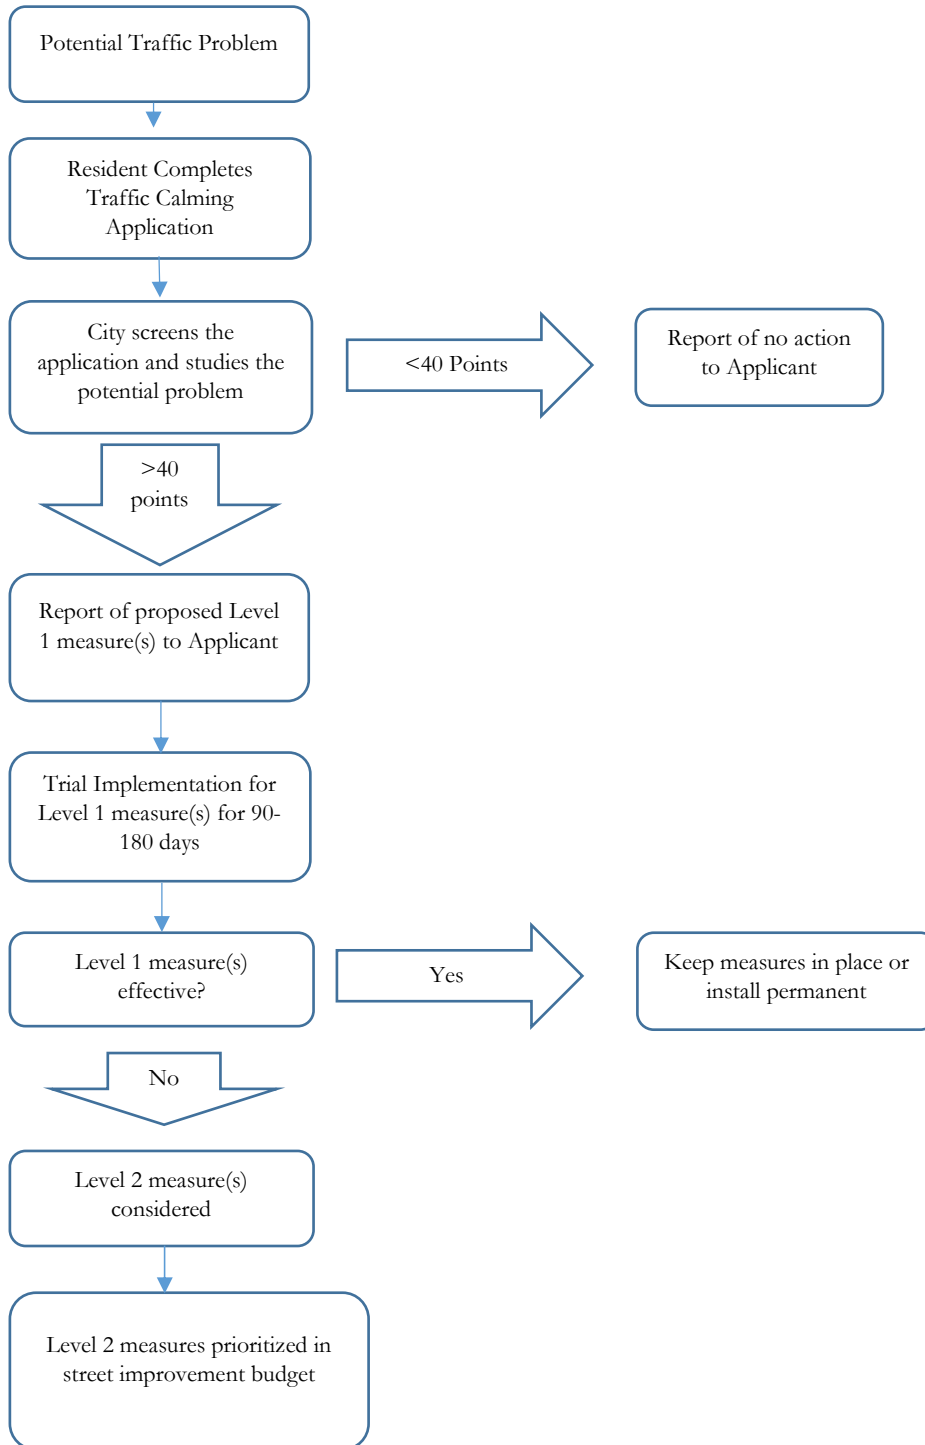 Potential Traffic Problem
Resident Completes
Traffic Calming
Application
City screens the
application and studies the
potential problem
<40 Points
Report of no action
to Applicant
>40
points
Report of proposed Level
1 measure(s) to Applicant
Trial Implementation for
Level 1 measure(s) for 90-
180 days
Level 1 measure(s)
effective?
Yes
Keep measures in place or
install permanent
No
Level 2 measure(s)
considered
Level 2 measures prioritized in
street improvement budget